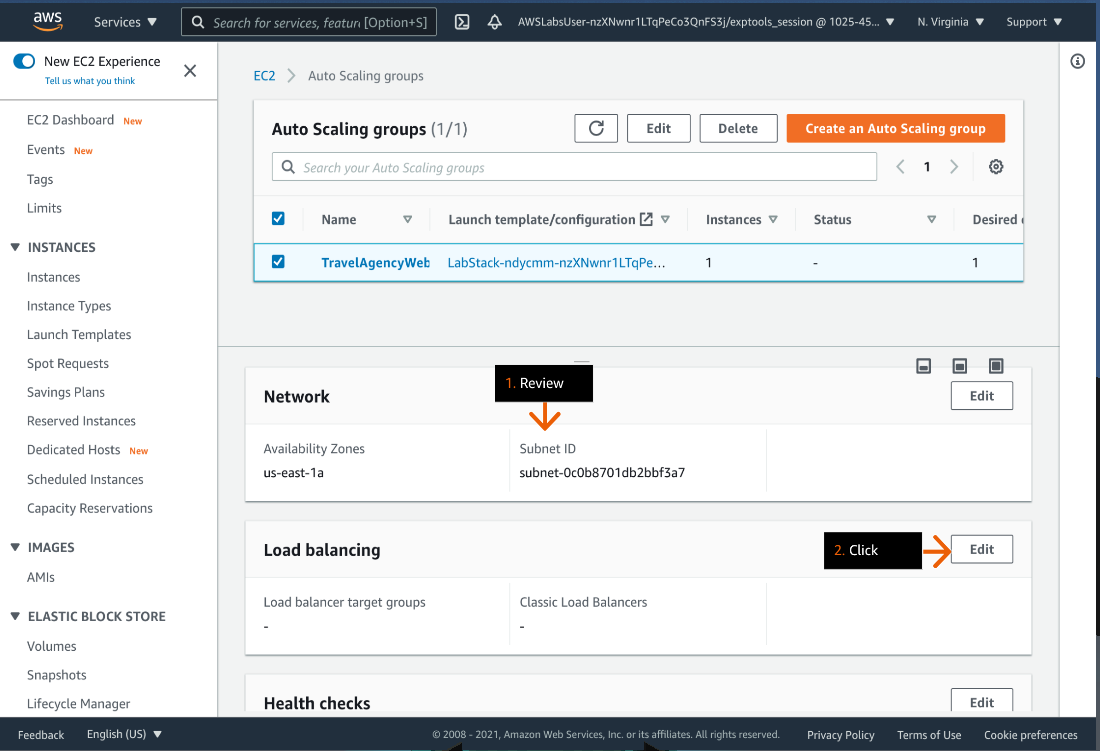 aws
Services
Search for services, featur [Option+S]
AWSLabsUser-nzXNwnr1LTqPeCo3QnFS3j/exptools_session @ 1025-45...
N. Virginia
Support
New EC2 Experience
Tell us what you think
EC2 Dashboard New
Events New
Tags
Limits
INSTANCES
Instances
Instance Types
Launch Templates
Spot Requests
Savings Plans
Reserved Instances
Dedicated Hosts New
Scheduled Instances
Capacity Reservations
IMAGES
AMIs
ELASTIC BLOCK STORE
Volumes
Snapshots
Lifecycle Manager
EC2 Auto Scaling groups
Auto Scaling groups (1/1)
Edit
Delete
Create an Auto Scaling group
Search your Auto Scaling groups
1
Name
Launch template/configuration
Instances
Status
Desired
TravelAgencyWeb
LabStack-ndycmm-nzXNwnr1LTqPe...
1
-
1
1. Review
Network
Edit
Availability Zones
us-east-1a
Subnet ID
subnet-0c0b8701db2bbf3a7
Load balancing
2. Click
Edit
Load balancer target groups
-
Classic Load Balancers
-
Health checks
Edit
Feedback
English (US)
© 2008 - 2021, Amazon Web Services, Inc. or its affiliates. All rights reserved.
Privacy Policy
Terms of Use
Cookie preferences